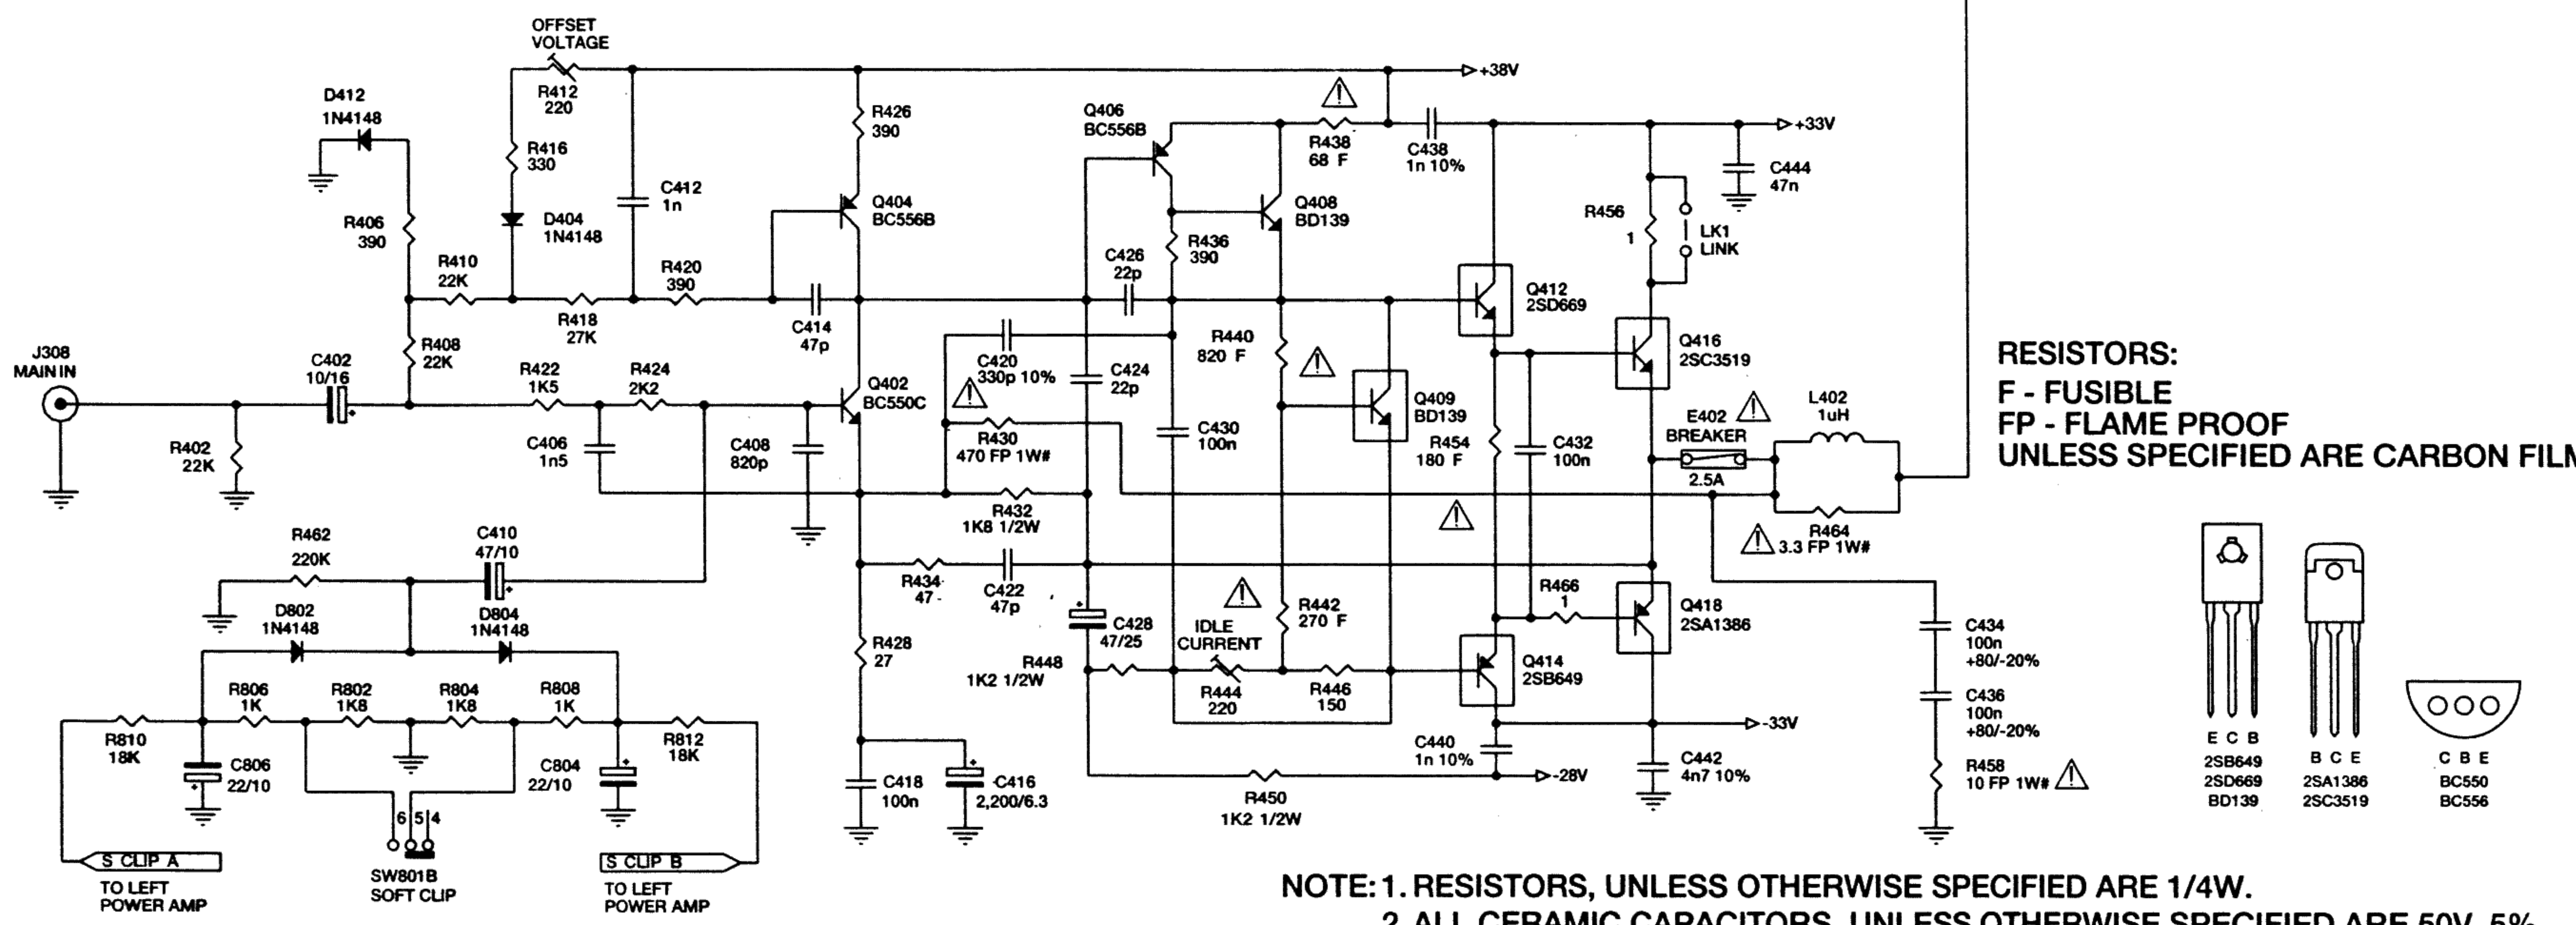 OFFSET
VOLTAGE
R412
220
+38V
D412
1N4148
R416
330
C412
1n
R426
390
Q406
BC556B
R438
68 F
C438
1n 10%
+33V
C444
47n
R406
390
D404
1N4148
Q404
BC556B
Q408
BD139
R456
1
LK1
LINK
R410
22K
R418
27K
R420
390
C414
47p
C426
22p
R436
390
Q412
2SD669
Q416
2SC3519
J308
MAIN IN
C402
10/16
R408
22K
R422
1K5
R424
2K2
Q402
BC550C
C420
330p 10%
C424
22p
R440
820 F
Q409
BD139
R402
22K
C406
1n5
C408
820p
R430
470 FP 1W#
C430
100n
R454
180 F
C432
100n
E402
BREAKER
2.5A
L402
1uH
R464
3.3 FP 1W#
R432
1K8 1/2W
R462
220K
C410
47/10
R434
47
C422
47p
R466
1
Q418
2SA1386
D802
1N4148
D804
1N4148
R428
27
C428
47/25
IDLE
CURRENT
R442
270 F
R448
1K2 1/2W
R444
220
R446
150
Q414
2SB649
C434
100n
+80/-20%
C436
100n
+80/-20%
R458
10 FP 1W#
R810
18K
R806
1K
R802
1K8
R804
1K8
R808
1K
R812
18K
C806
22/10
C804
22/10
C418
100n
C416
2,200/6.3
-33V
C440
1n 10%
C442
4n7 10%
-28V
R450
1K2 1/2W
6 5 4
SW801B
SOFT CLIP
S CLIP A
TO LEFT
POWER AMP
S CLIP B
TO LEFT
POWER AMP
RESISTORS:
F - FUSIBLE
FP - FLAME PROOF
UNLESS SPECIFIED ARE CARBON FILM
E C B
2SB649
2SD669
BD139
B C E
2SA1386
2SC3519
C B E
BC550
BC556
NOTE: 1. RESISTORS, UNLESS OTHERWISE SPECIFIED ARE 1/4W.
2. ALL CERAMIC CAPACITORS, UNLESS OTHERWISE SPECIFIED ARE 50V, 5%